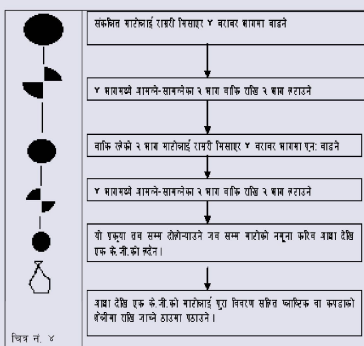 संकलित माटोलाई राम्ररी मिसाएर ४ बराबर भागमा बाड्ने
४ भागमध्ये आमने-सामनेका २ भाग बाँकि राखि २ भाग हटाउने
बाँकि रहेको २ भाग माटोलाई राम्ररी मिसाएर ४ बराबर भागमा पुन: बाड्ने
४ भागमध्ये आमने-सामनेका २ भाग बाँकि राखि २ भाग हटाउने
यो प्रकृया तब सम्म दोहोर्‍याउने जब सम्म माटोको नमूना करिब आधा देखि
एक के.जी.को हुदैन ।
आधा देखि एक के.जी.को माटोलाई पुरा विवरण सहित प्लाष्टिक वा कपडाको
थैलीमा राखि जाच्ने ठाउमा पठाउने ।
चित्र नं. ४